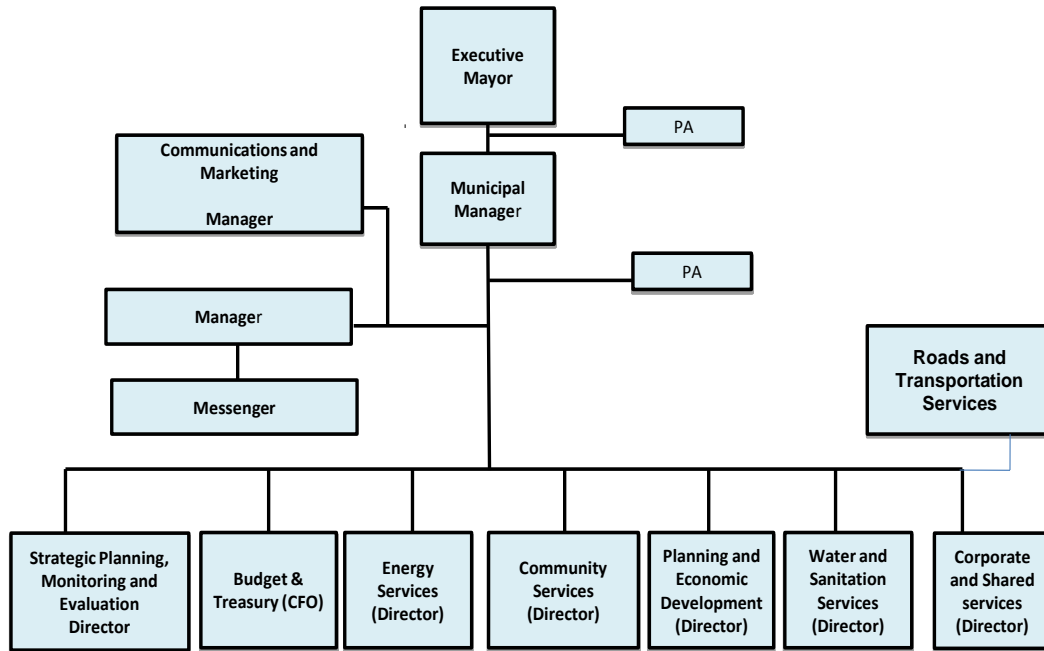 Executive
Mayor
PA
Communications and
Marketing
Manager
Municipal
Manager
PA
Manager
Messenger
Roads and
Transportation
Services
Strategic Planning,
Monitoring and
Evaluation
Director
Budget &
Treasury (CFO)
Energy
Services
(Director)
Community
Services
(Director)
Planning and
Economic
Development
(Director)
Water and
Sanitation
Services
(Director)
Corporate
and Shared
services
(Director)